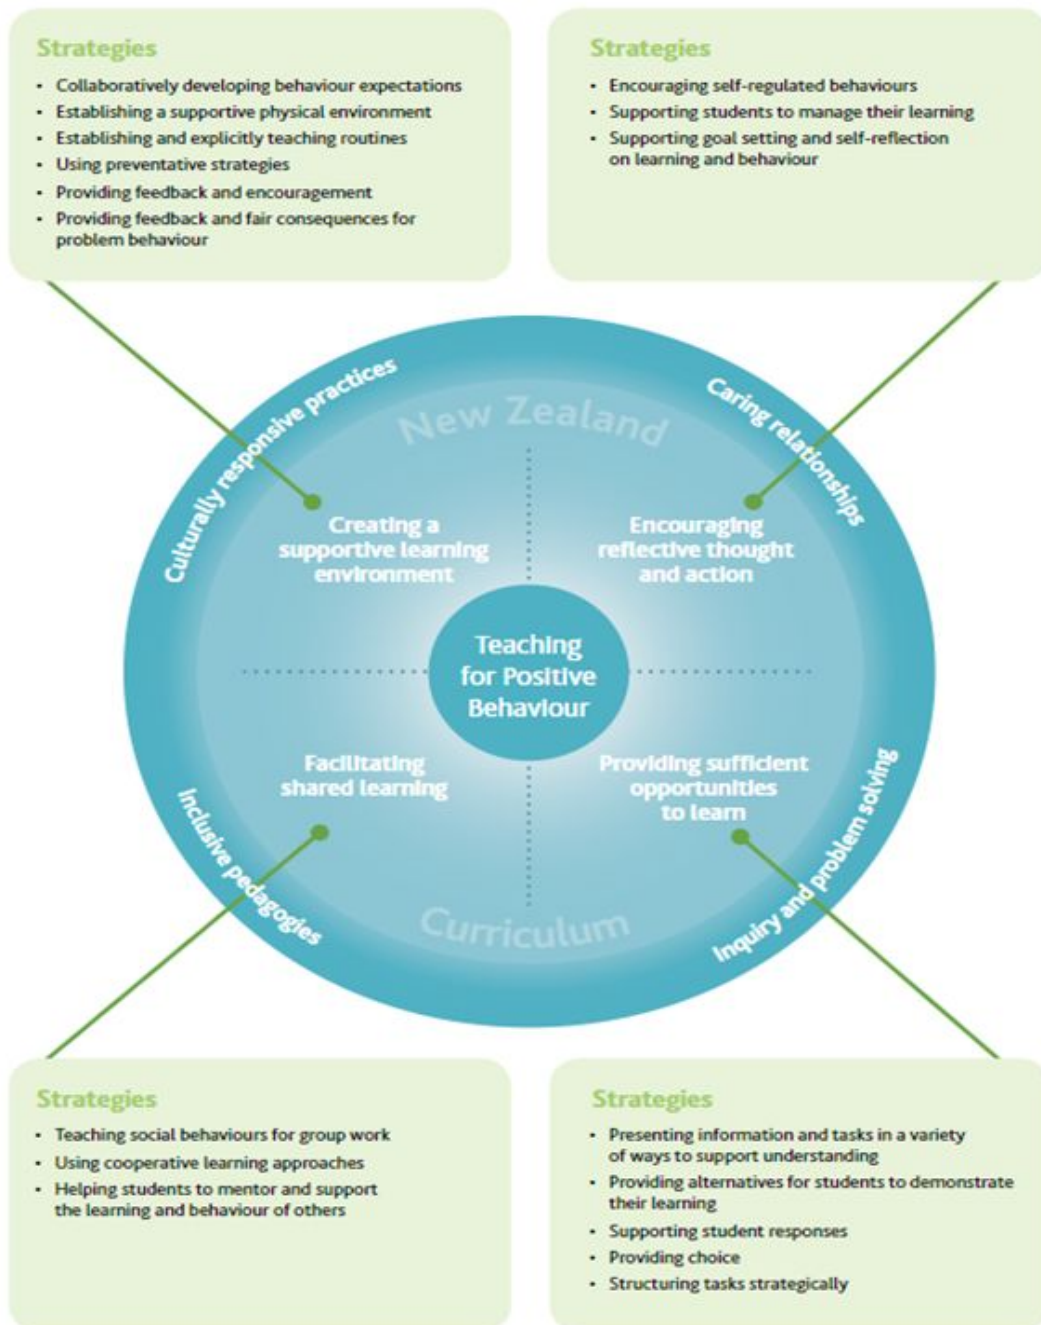 Strategies
• Collaboratively developing behaviour expectations
• Establishing a supportive physical environment
• Establishing and explicitly teaching routines
• Using preventative strategies
• Providing feedback and encouragement
• Providing feedback and fair consequences for
problem behaviour
Strategies
• Encouraging self-regulated behaviours
• Supporting students to manage their learning
• Supporting goal setting and self-reflection
on learning and behaviour
Culturally responsive practices
Caring relationships
New Zealand
Creating a
supportive learning
environment
Encouraging
reflective thought
and action
Teaching
for Positive
Behaviour
Facilitating
shared learning
Providing sufficient
opportunities
to learn
Inclusive pedagogies
Inquiry and problem solving
Curriculum
Strategies
• Teaching social behaviours for group work
• Using cooperative learning approaches
• Helping students to mentor and support
the learning and behaviour of others
Strategies
• Presenting information and tasks in a variety
of ways to support understanding
• Providing alternatives for students to demonstrate
their learning
• Supporting student responses
• Providing choice
• Structuring tasks strategically